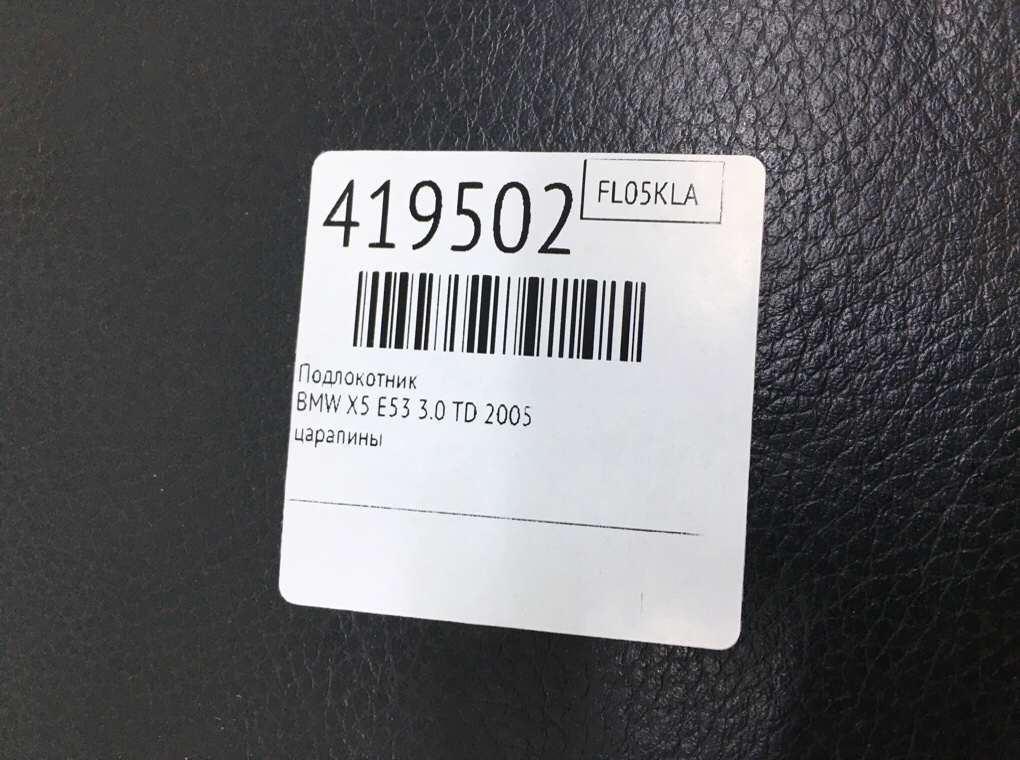 419502
FL05KLA
Подлокотник
BMW X5 E53 3.0 TD 2005
царапины